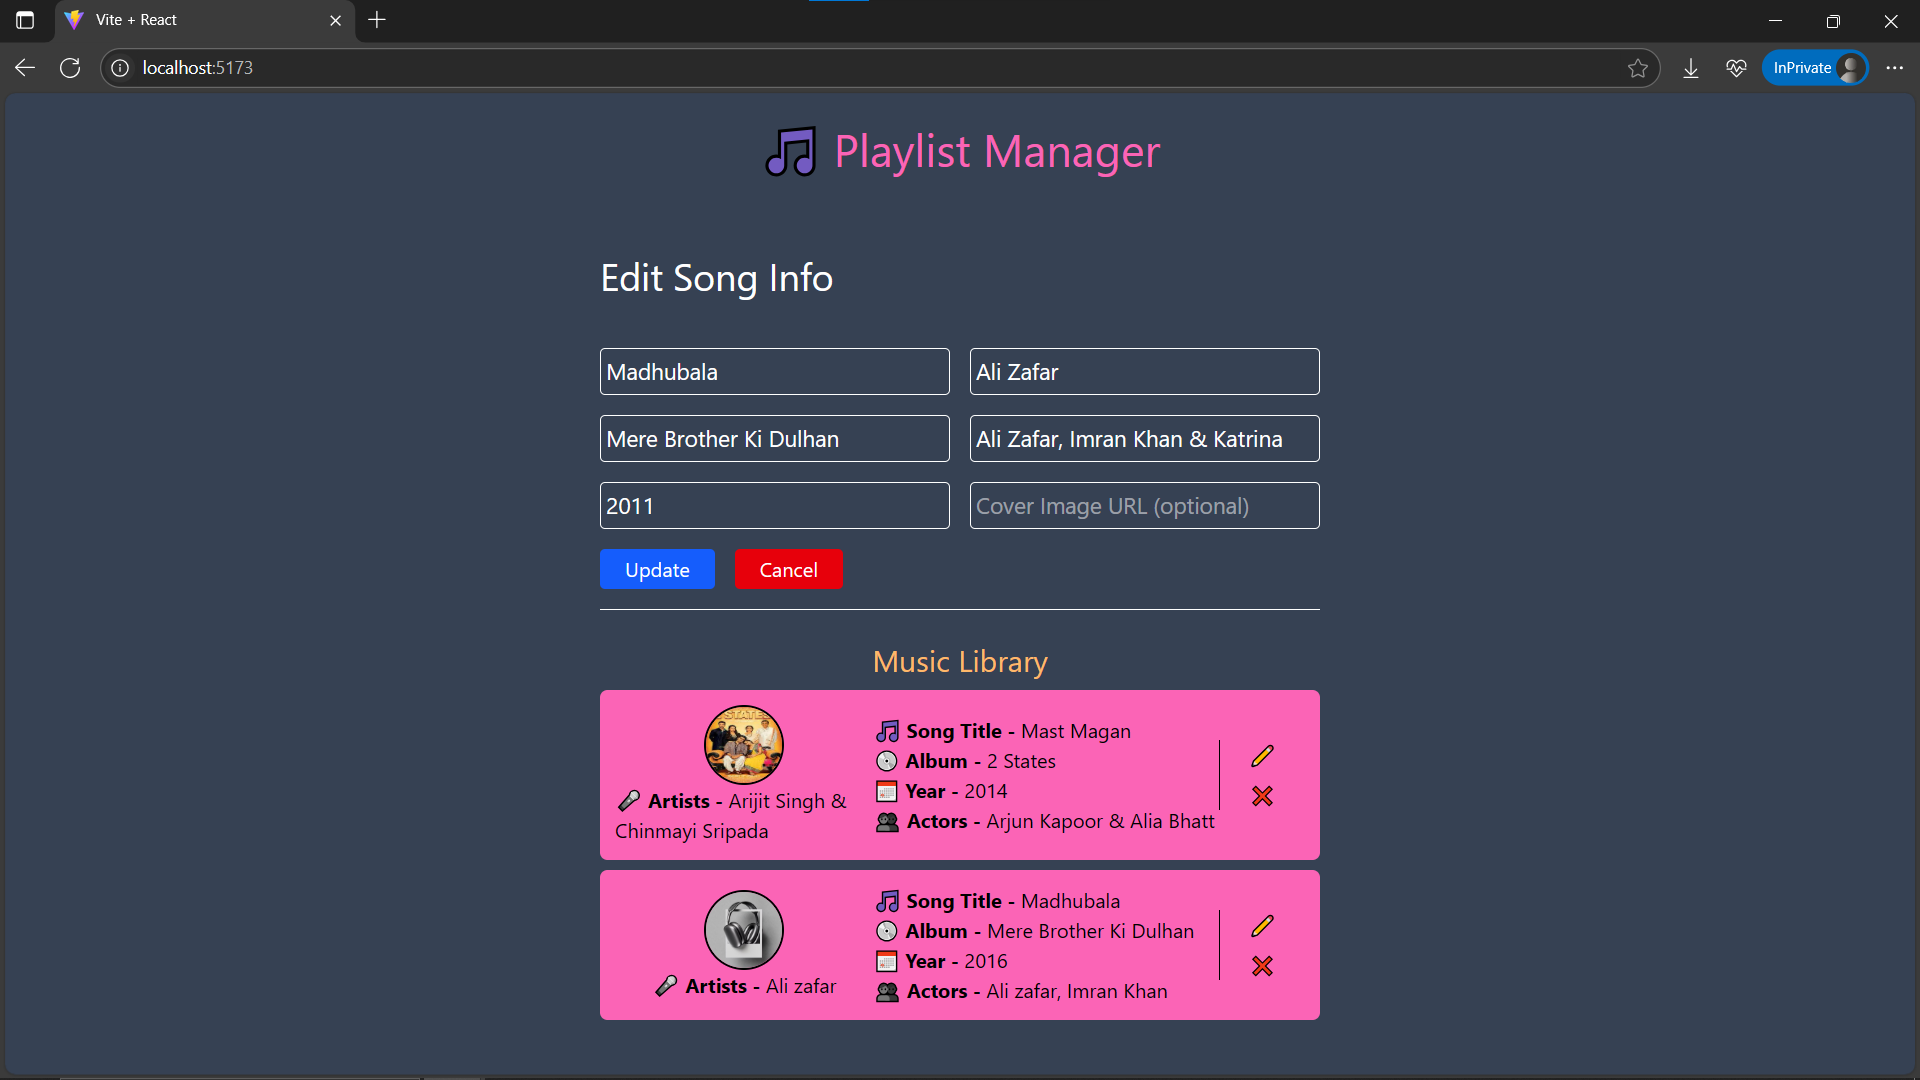 Vite + React
localhost:5173
InPrivate
Playlist Manager
Edit Song Info
Madhubala
Ali Zafar
Mere Brother Ki Dulhan
Ali Zafar, Imran Khan & Katrina
2011
Cover Image URL (optional)
Update
Cancel
Music Library
STATES
Artists - Arijit Singh &
Chinmayi Sripada
Song Title - Mast Magan
Album - 2 States
Year - 2014
Actors - Arjun Kapoor & Alia Bhatt
Artists - Ali zafar
Song Title - Madhubala
Album - Mere Brother Ki Dulhan
Year - 2016
Actors - Ali zafar, Imran Khan